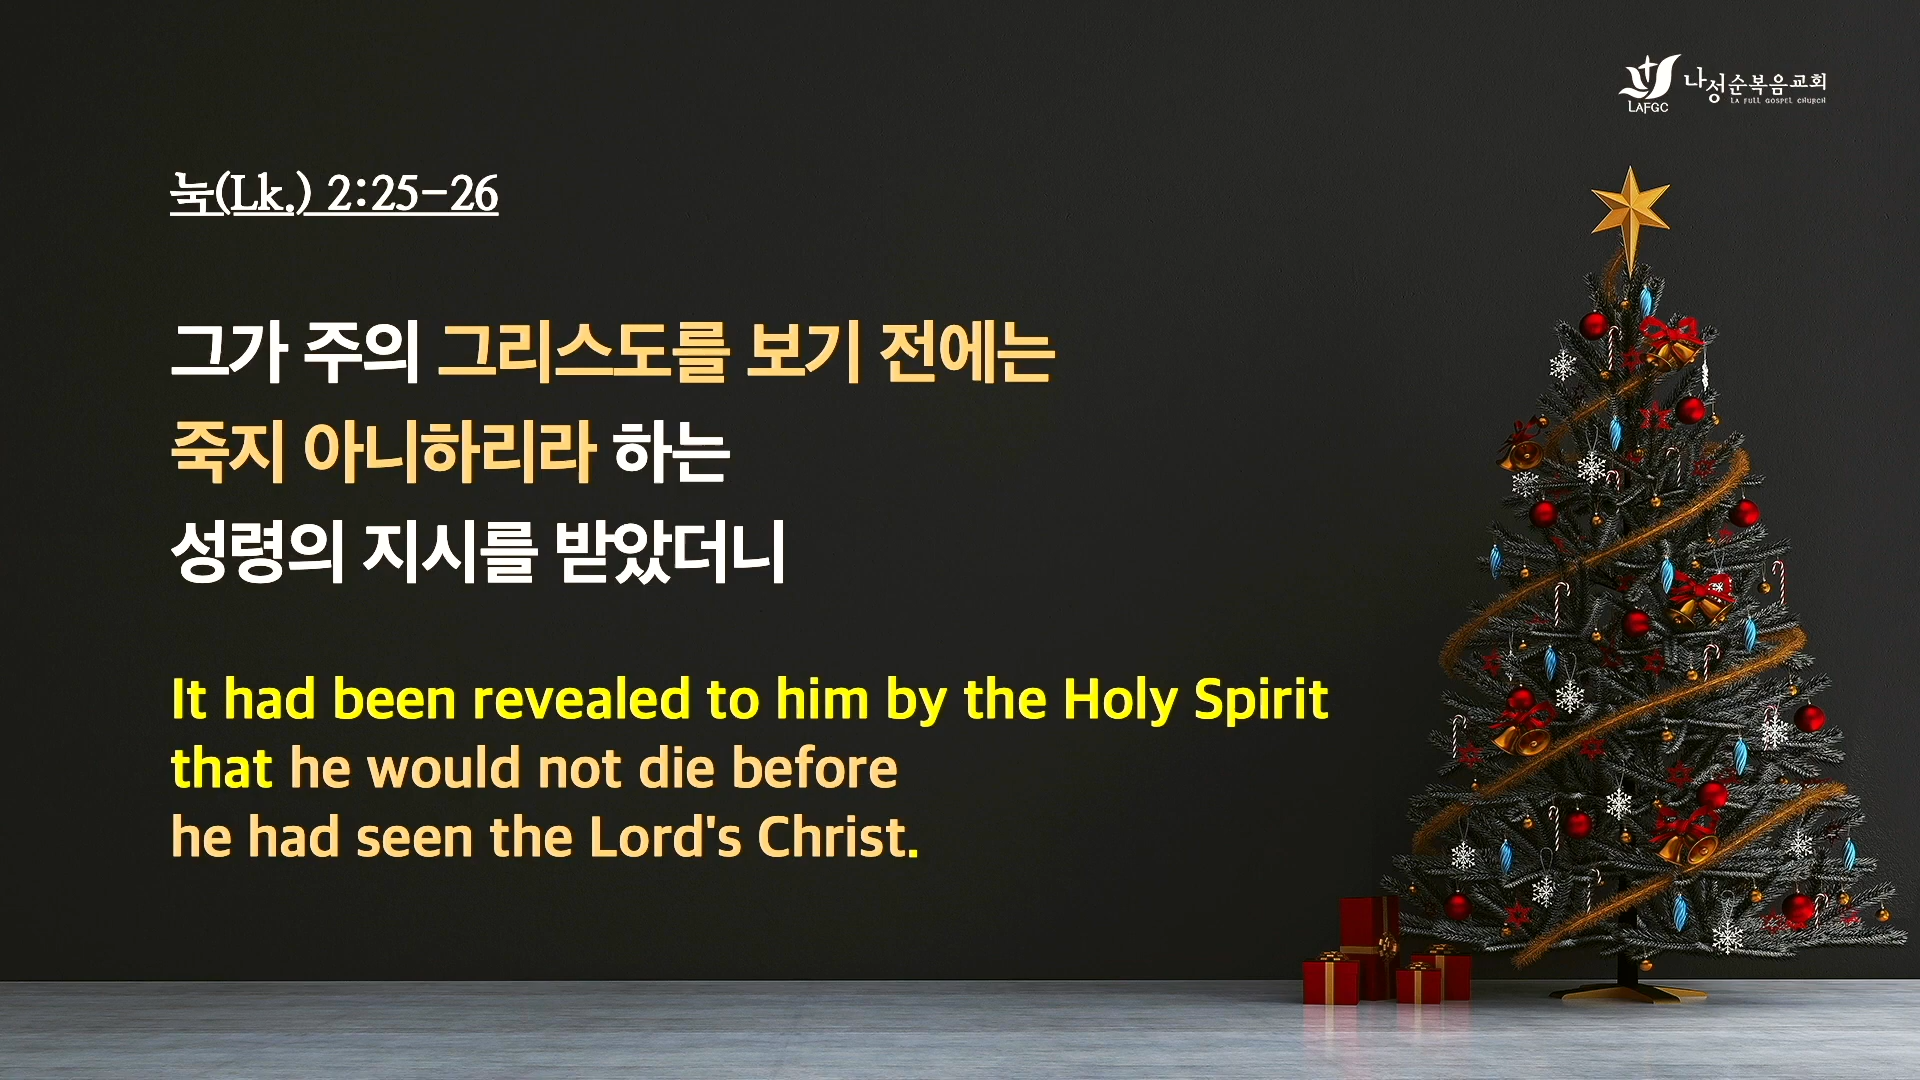 LAFGC
나성순복음교회
LA FULL GOSPEL CHURCH
눅(Lk.) 2:25-26
그가 주의 그리스도를 보기 전에는
죽지 아니하리라 하는
성령의 지시를 받았더니
It had been revealed to him by the Holy Spirit
that he would not die before
he had seen the Lord's Christ.